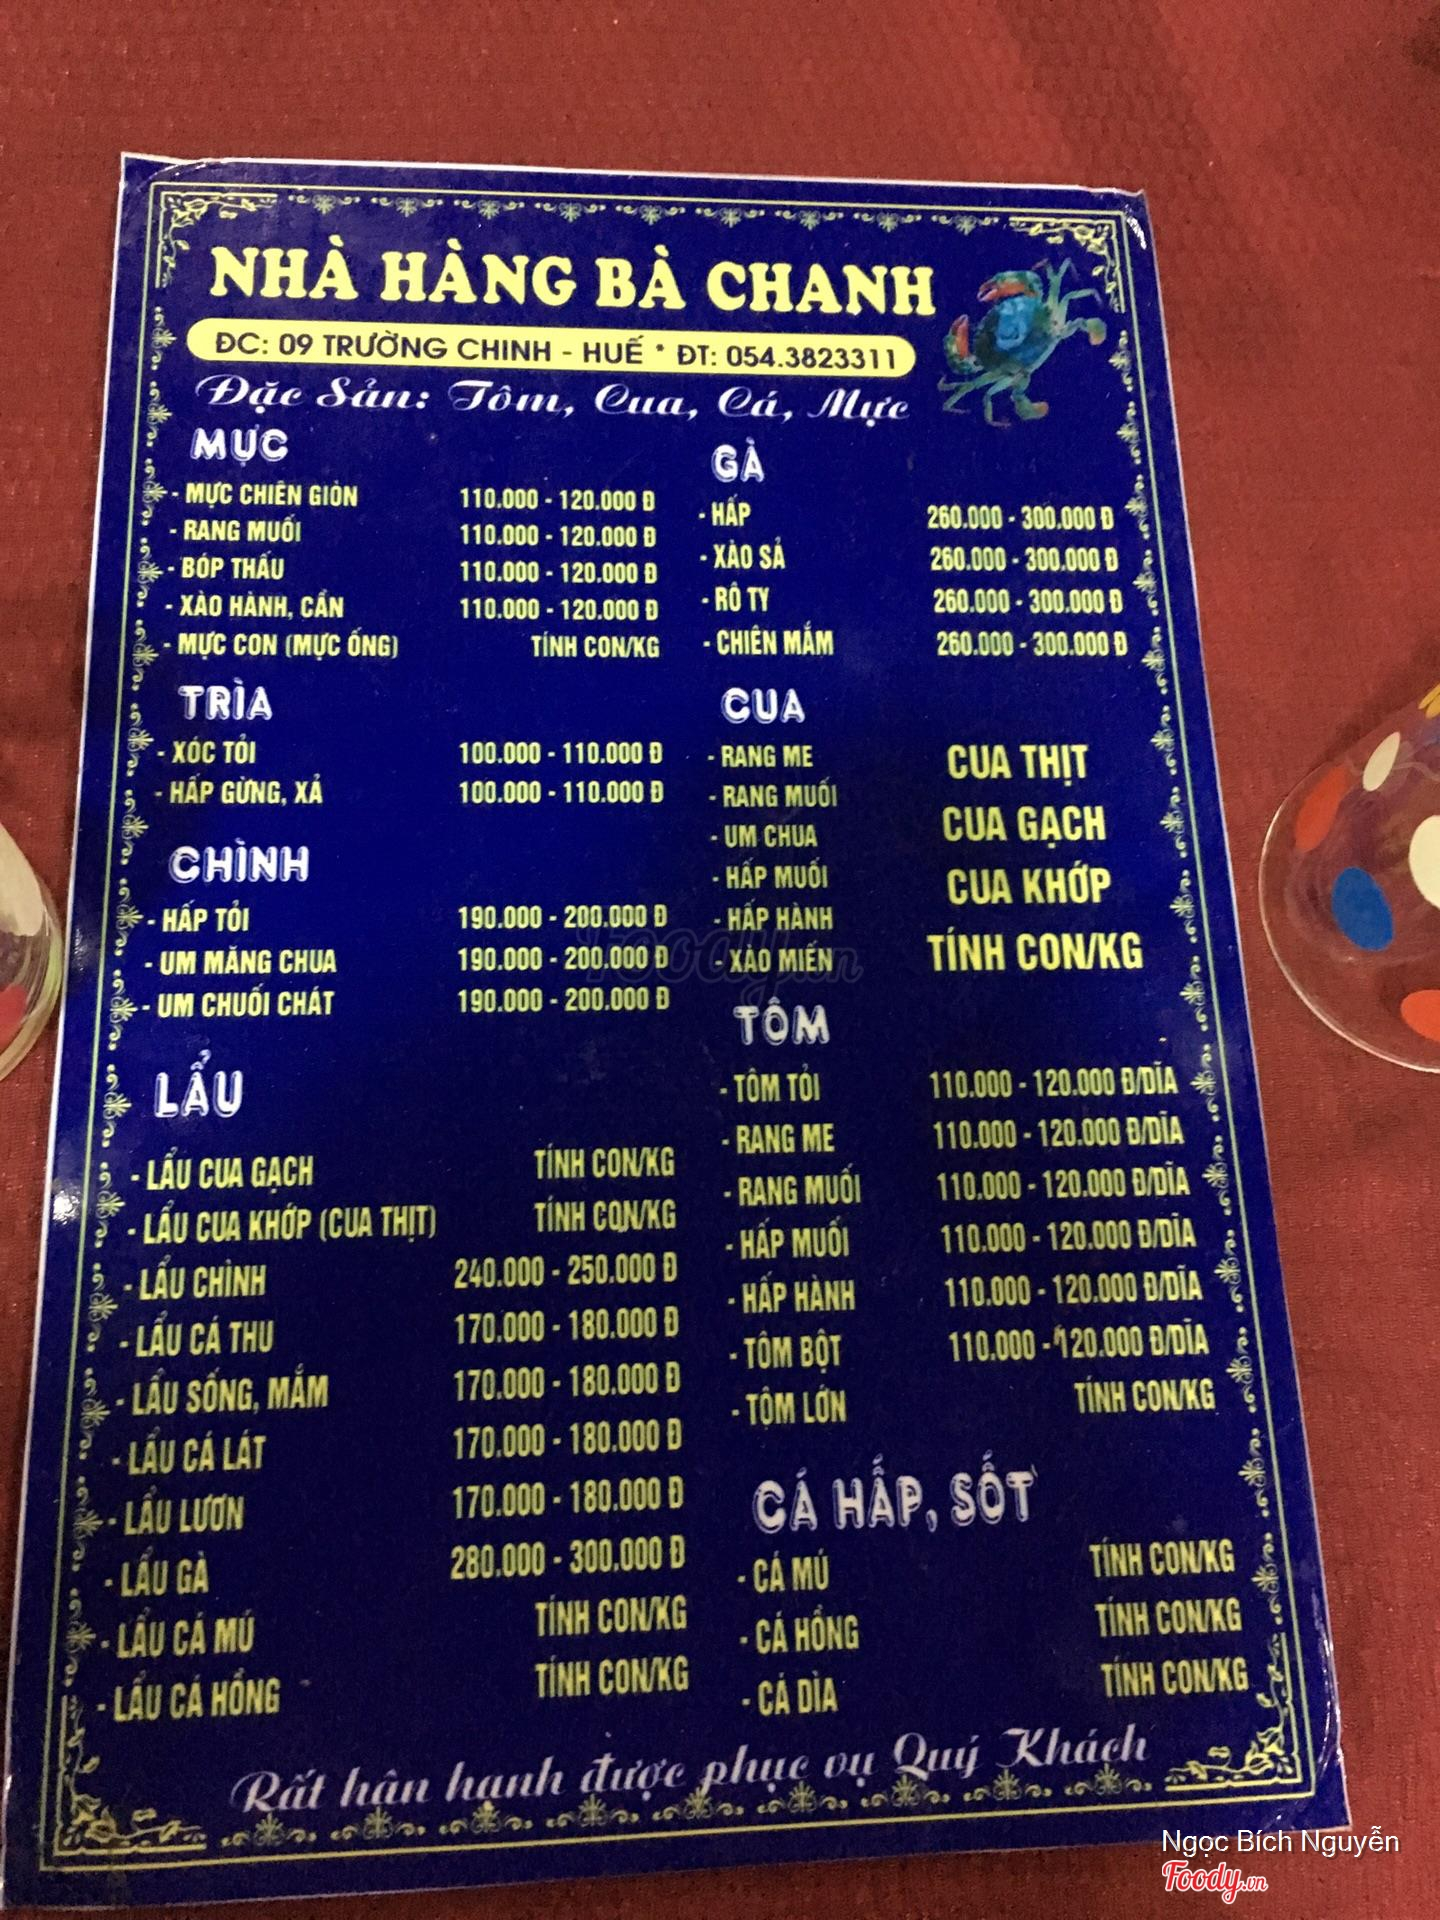 NHÀ HÀNG BÀ CHANH
ĐC: 09 TRƯỜNG CHINH - HUẾ * ĐT: 054.3823311
Đặc Sản: Tôm, Cua, Cá, Mực
MỰC
- MỰC CHIÊN GIÒN 110.000 - 120.000 Đ
- RANG MUỐI 110.000 - 120.000 Đ
- BÓP THẤU 110.000 - 120.000 Đ
- XÀO HÀNH, CẦN 110.000 - 120.000 Đ
- MỰC CON (MỰC ỐNG) TÍNH CON/KG
TRÌA
- XÓC TỎI 100.000 - 110.000 Đ
- HẤP GỪNG, XẢ 100.000 - 110.000 Đ
CHÌNH
- HẤP TỎI 190.000 - 200.000 Đ
- UM MĂNG CHUA 190.000 - 200.000 Đ
- UM CHUỐI CHÁT 190.000 - 200.000 Đ
LẨU
- LẨU CUA GẠCH TÍNH CON/KG
- LẨU CUA KHỚP (CUA THỊT) TÍNH CON/KG
- LẨU CHÌNH 240.000 - 250.000 Đ
- LẨU CÁ THU 170.000 - 180.000 Đ
- LẨU SỐNG, MẮM 170.000 - 180.000 Đ
- LẨU CÁ LÁT 170.000 - 180.000 Đ
- LẨU LƯƠN 170.000 - 180.000 Đ
- LẨU GÀ 280.000 - 300.000 Đ
- LẨU CÁ MÚ TÍNH CON/KG
- LẨU CÁ HỒNG TÍNH CON/KG
GÀ
- HẤP 260.000 - 300.000 Đ
- XÀO SẢ 260.000 - 300.000 Đ
- RÔ TY 260.000 - 300.000 Đ
- CHIÊN MẮM 260.000 - 300.000 Đ
CUA
- RANG ME
- RANG MUỐI
- UM CHUA
- HẤP MUỐI
- HẤP HÀNH
- XÀO MIẾN
CUA THỊT
CUA GẠCH
CUA KHỚP
TÍNH CON/KG
TÔM
- TÔM TỎI 110.000 - 120.000 Đ/DĨA
- RANG ME 110.000 - 120.000 Đ/DĨA
- RANG MUỐI 110.000 - 120.000 Đ/DĨA
- HẤP MUỐI 110.000 - 120.000 Đ/DĨA
- HẤP HÀNH 110.000 - 120.000 Đ/DĨA
- TÔM BỘT 110.000 - 120.000 Đ/DĨA
- TÔM LỚN TÍNH CON/KG
CÁ HẤP, SỐT
- CÁ MÚ TÍNH CON/KG
- CÁ HỒNG TÍNH CON/KG
- CÁ DÌA TÍNH CON/KG
Rất hân hạnh được phục vụ Quý Khách
Foody.vn
Ngọc Bích Nguyễn
Foody.vn